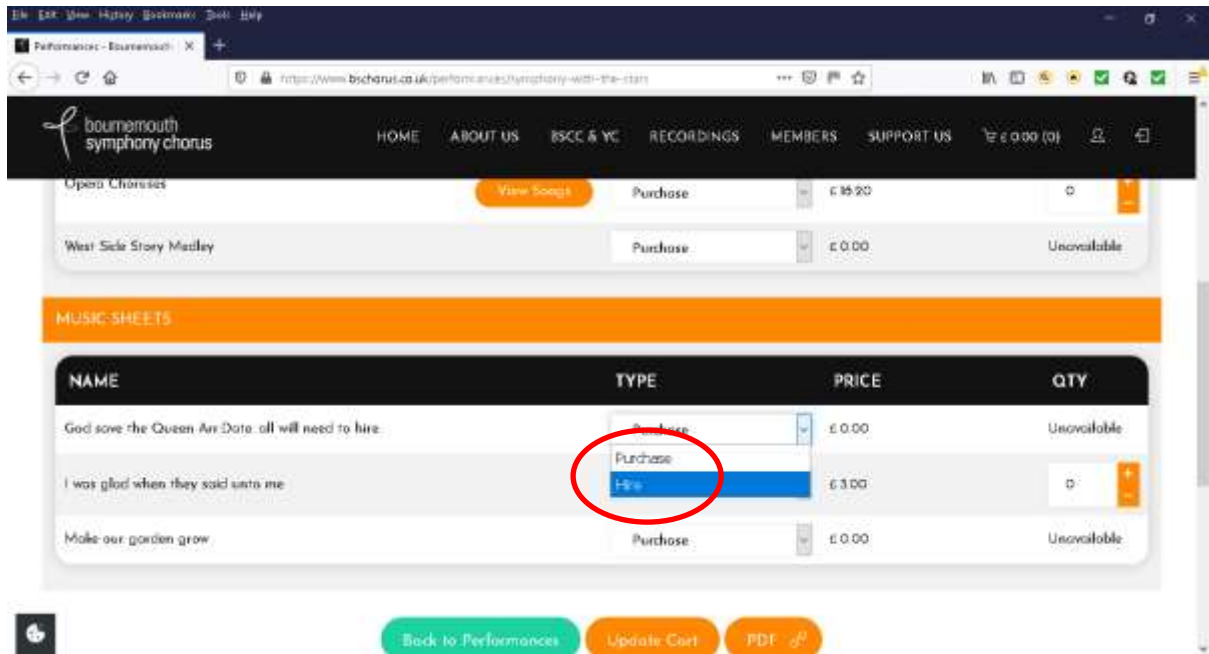 File Edit View History Bookmarks Tools Help
Performances - Bournemouth
https://www.bschorus.co.uk/performances/symphony-with-the-stars
bournemouth
symphony chorus
HOME ABOUT US BSCC & YC RECORDINGS MEMBERS SUPPORT US £ 0.00 (0)
Opera Choruses View Songs Purchase £ 16.20 0 + -
West Side Story Medley Purchase £ 0.00 Unavailable
MUSIC SHEETS
NAME TYPE PRICE QTY
God save the Queen Arr all will need to hire Purchase £ 0.00 Unavailable
Purchase
I was glad when they said unto me Hire £ 3.00 0 + -
Make our garden grow Purchase £ 0.00 Unavailable
Back to Performances Update Cart PDF